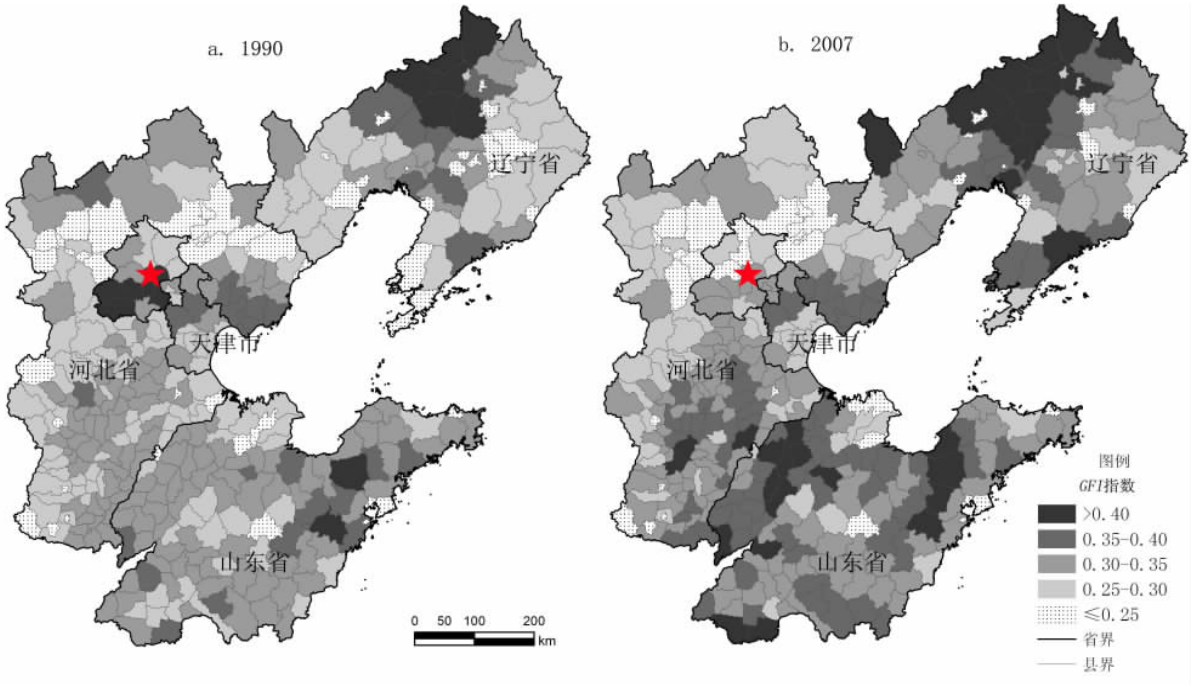 a. 1990
b. 2007
辽宁省
辽宁省
天津市
天津市
河北省
河北省
山东省
山东省
0 50 100 200
km
图例
GFI指数
>0.40
0.35-0.40
0.30-0.35
0.25-0.30
≤0.25
省界
县界